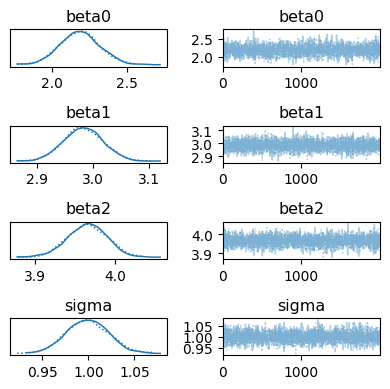 beta0 beta0
2.5
2.0
2.0 2.5 0 1000
beta1 beta1
3.1
3.0
2.9
2.9 3.0 3.1 0 1000
beta2 beta2
4.0
3.9
3.9 4.0 0 1000
sigma sigma
1.05
1.00
0.95
0.95 1.00 1.05 0 1000